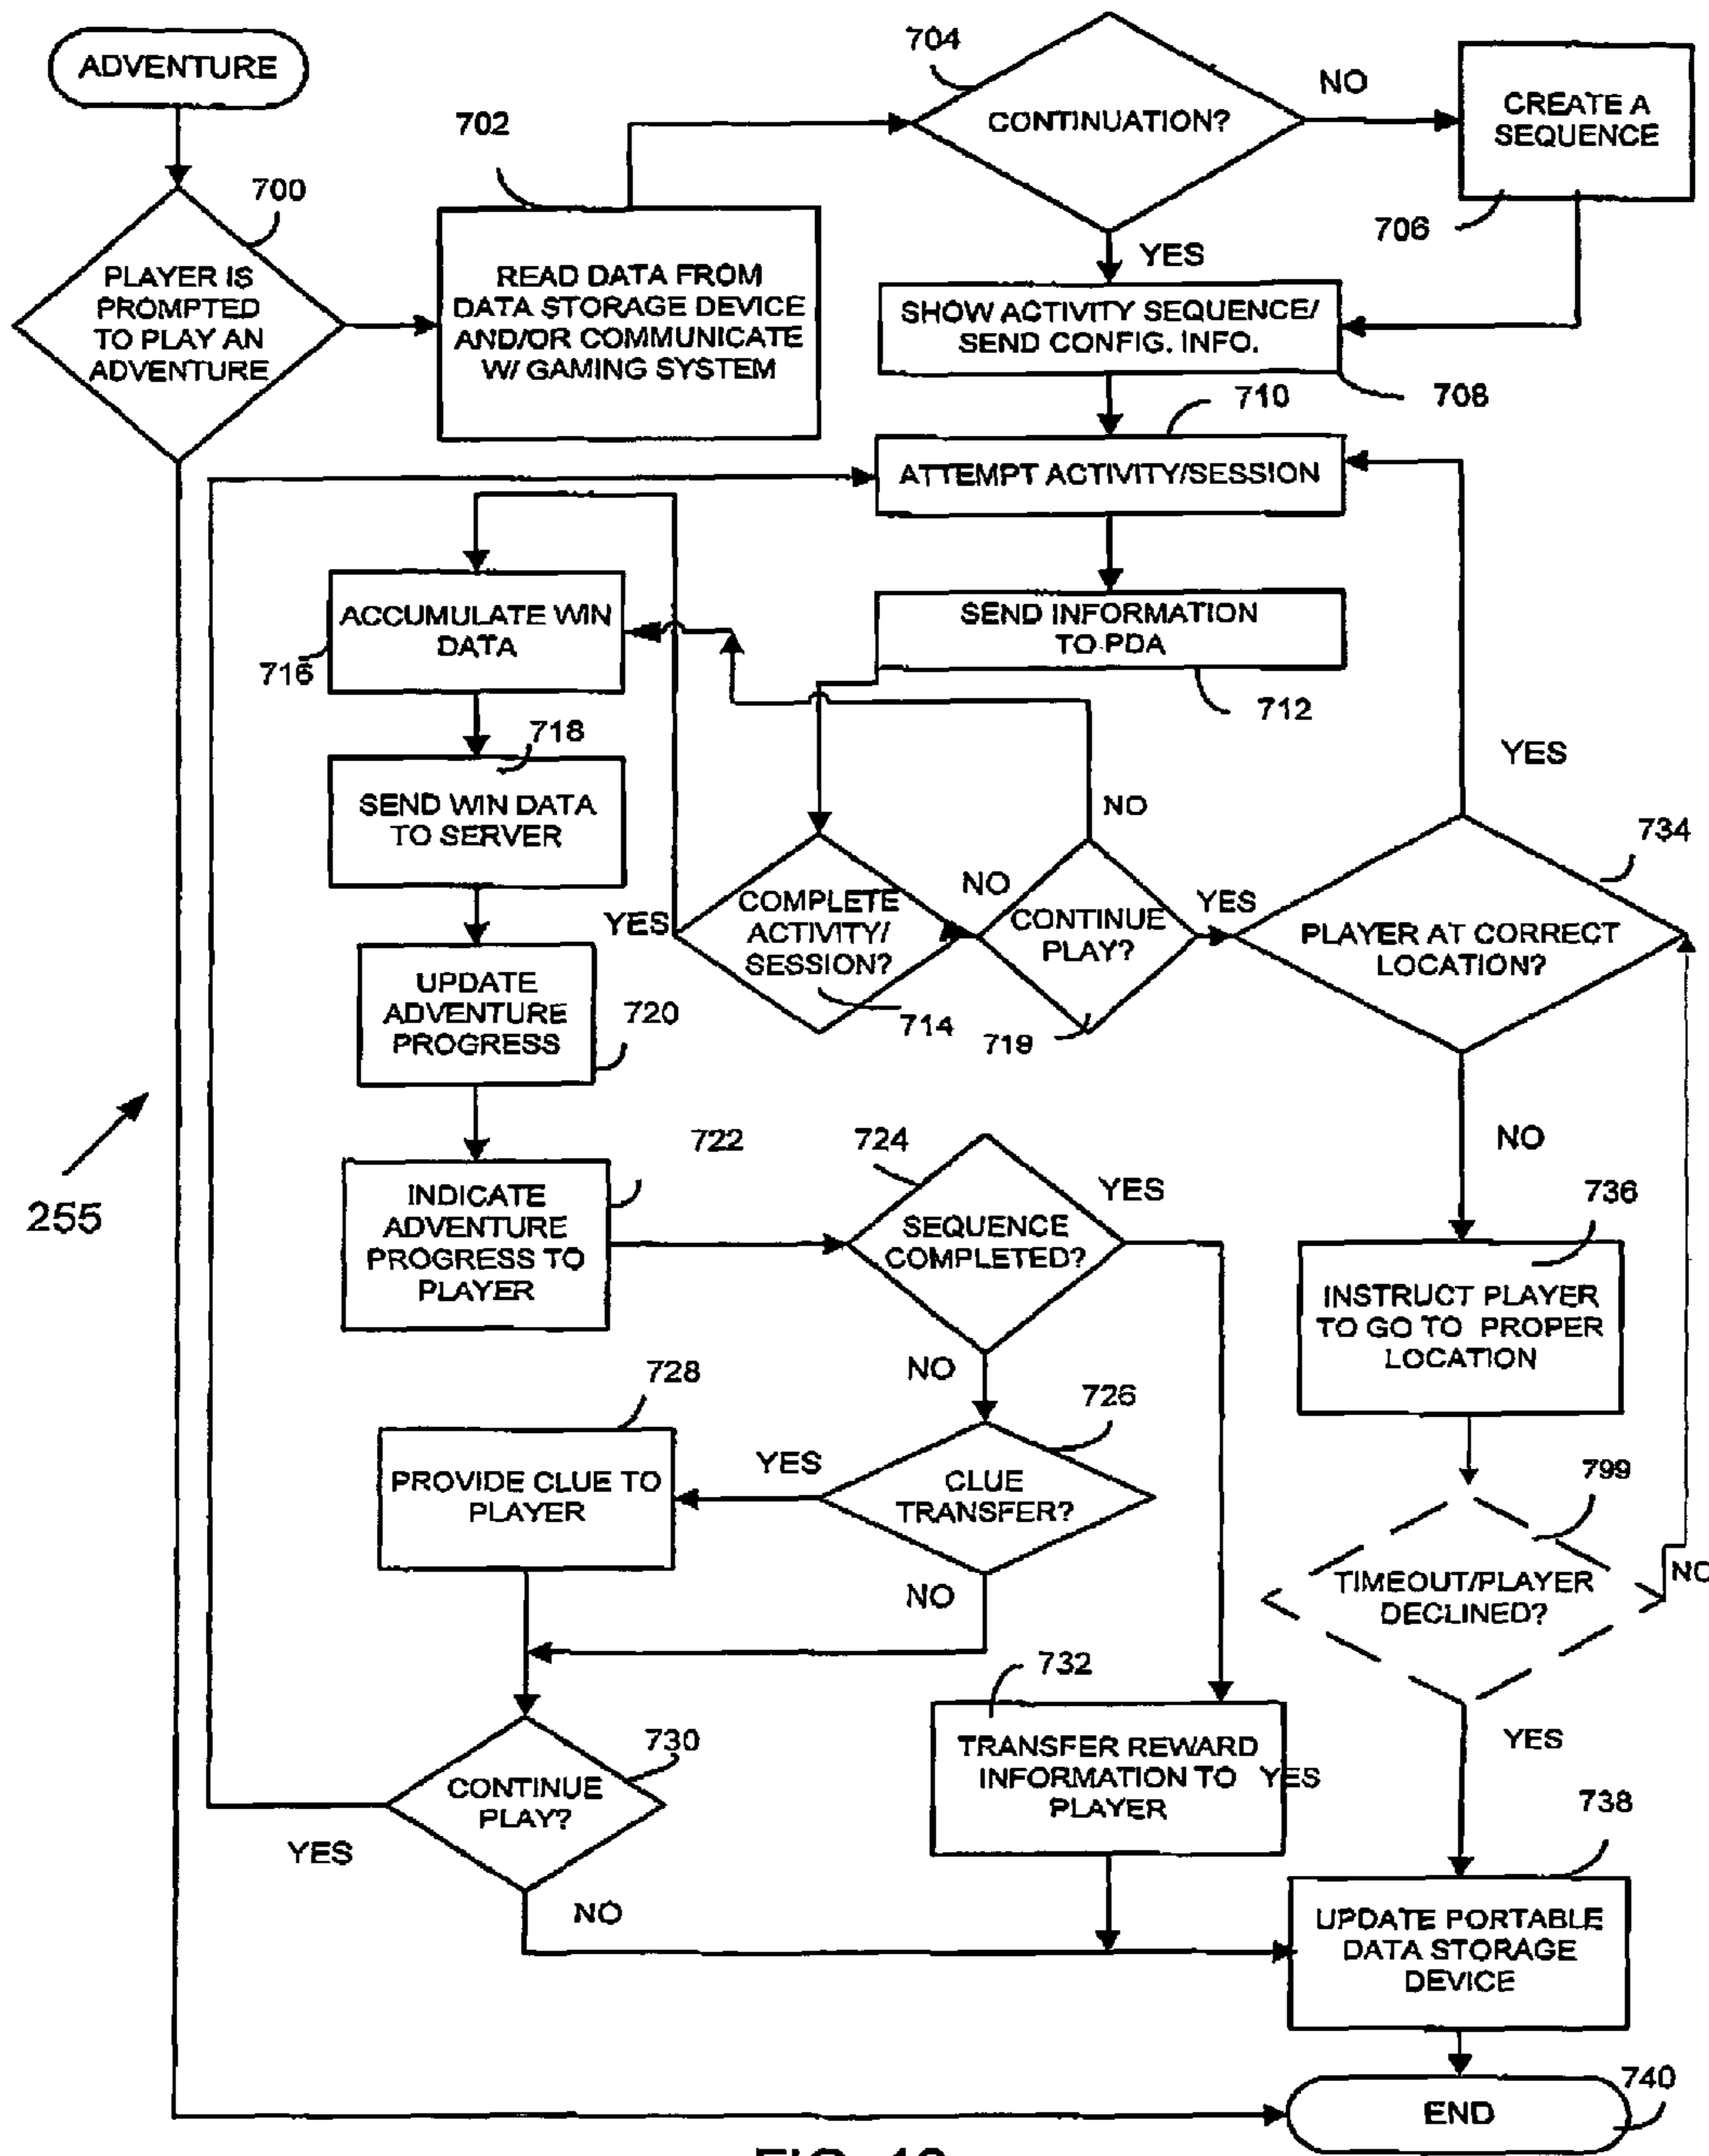 ADVENTURE
700
PLAYER IS
PROMPTED
TO PLAY AN
ADVENTURE
702
READ DATA FROM
DATA STORAGE DEVICE
AND/OR COMMUNICATE
W/ GAMING SYSTEM
704
CONTINUATION?
NO
CREATE A
SEQUENCE
706
YES
SHOW ACTIVITY SEQUENCE/
SEND CONFIG. INFO.
708
710
ATTEMPT ACTIVITY/SESSION
SEND INFORMATION
TO PDA
712
ACCUMULATE WIN
DATA
716
718
SEND WIN DATA
TO SERVER
UPDATE
ADVENTURE
PROGRESS
720
YES
COMPLETE
ACTIVITY/
SESSION?
714
NO
NO
CONTINUE
PLAY?
719
YES
YES
734
PLAYER AT CORRECT
LOCATION?
NO
255
722
INDICATE
ADVENTURE
PROGRESS TO
PLAYER
724
SEQUENCE
COMPLETED?
YES
NO
736
INSTRUCT PLAYER
TO GO TO PROPER
LOCATION
728
PROVIDE CLUE TO
PLAYER
YES
726
CLUE
TRANSFER?
NO
799
TIMEOUT/PLAYER
DECLINED?
NO
YES
730
CONTINUE
PLAY?
YES
NO
732
TRANSFER REWARD
INFORMATION TO
PLAYER
YES
738
UPDATE PORTABLE
DATA STORAGE
DEVICE
740
END